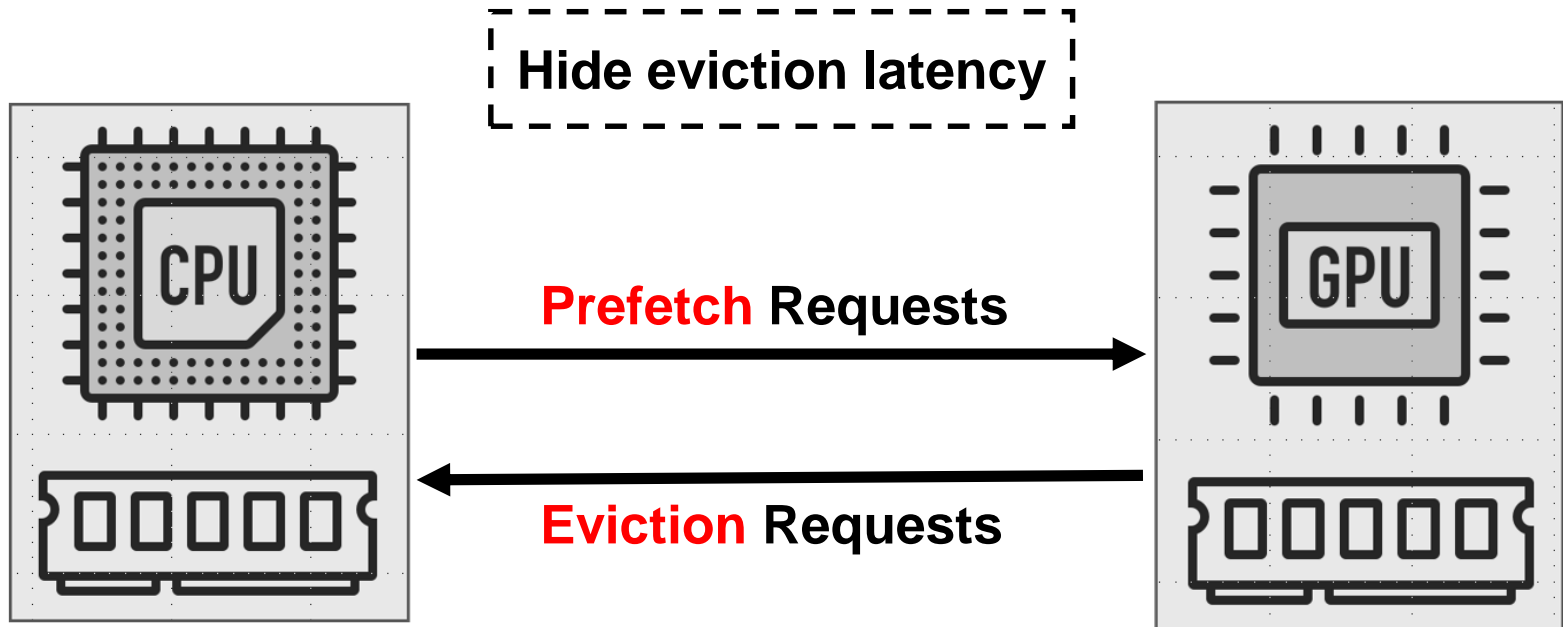 Hide eviction latency
CPU
GPU
Prefetch Requests
Eviction Requests